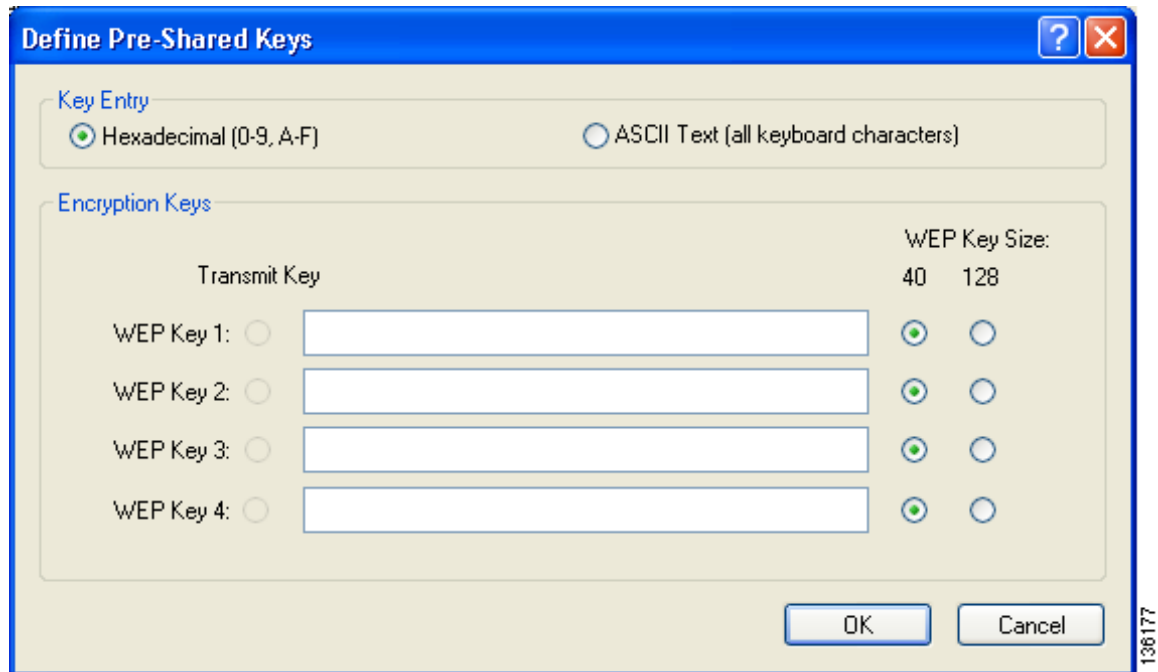 Define Pre-Shared Keys
?
Key Entry
Hexadecimal (0-9, A-F)
ASCII Text (all keyboard characters)
Encryption Keys
WEP Key Size:
Transmit Key
40 128
WEP Key 1:
WEP Key 2:
WEP Key 3:
WEP Key 4:
OK
Cancel
136177